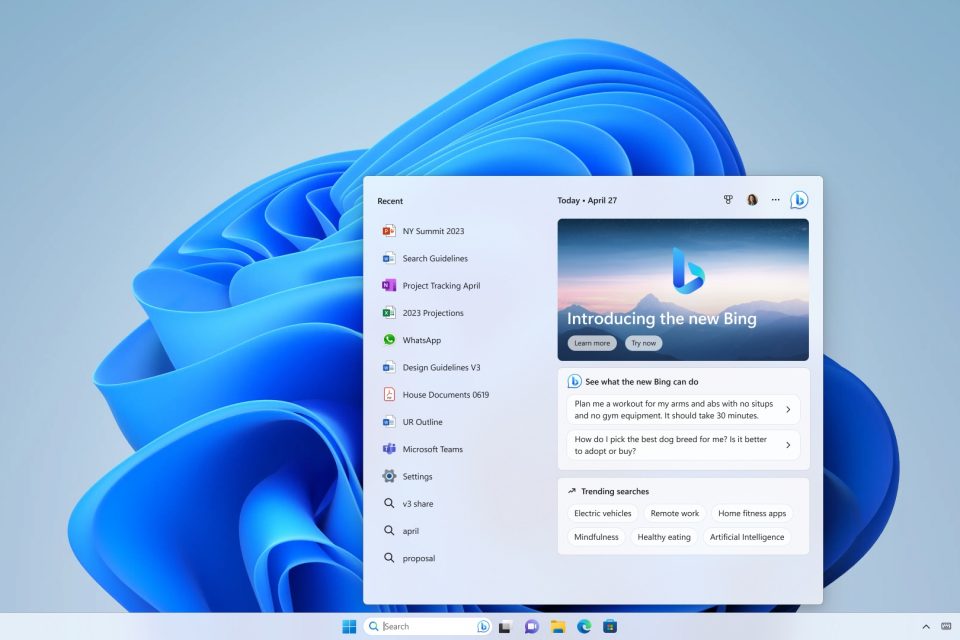 Recent
NY Summit 2023
Search Guidelines
Project Tracking April
2023 Projections
WhatsApp
Design Guidelines V3
House Documents 0619
UR Outline
Microsoft Teams
Settings
v3 share
april
proposal
Today • April 27
Introducing the new Bing
Learn more
Try now
See what the new Bing can do
Plan me a workout for my arms and abs with no situps
and no gym equipment. It should take 30 minutes.
How do I pick the best dog breed for me? Is it better
to adopt or buy?
Trending searches
Electric vehicles
Remote work
Home fitness apps
Mindfulness
Healthy eating
Artificial Intelligence
Search